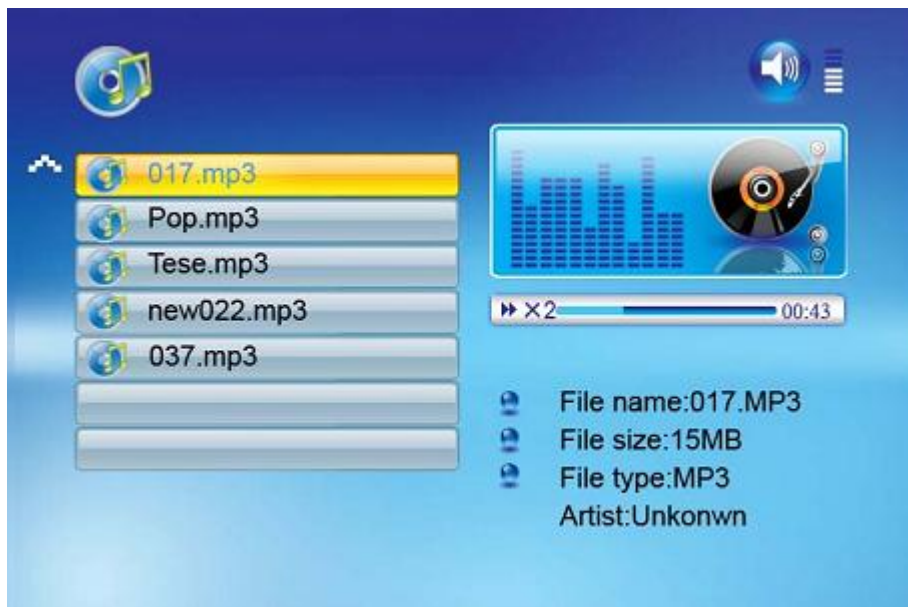 017.mp3
Pop.mp3
Tese.mp3
new022.mp3
037.mp3
×2 00:43
File name:017.MP3
File size:15MB
File type:MP3
Artist:Unkonwn